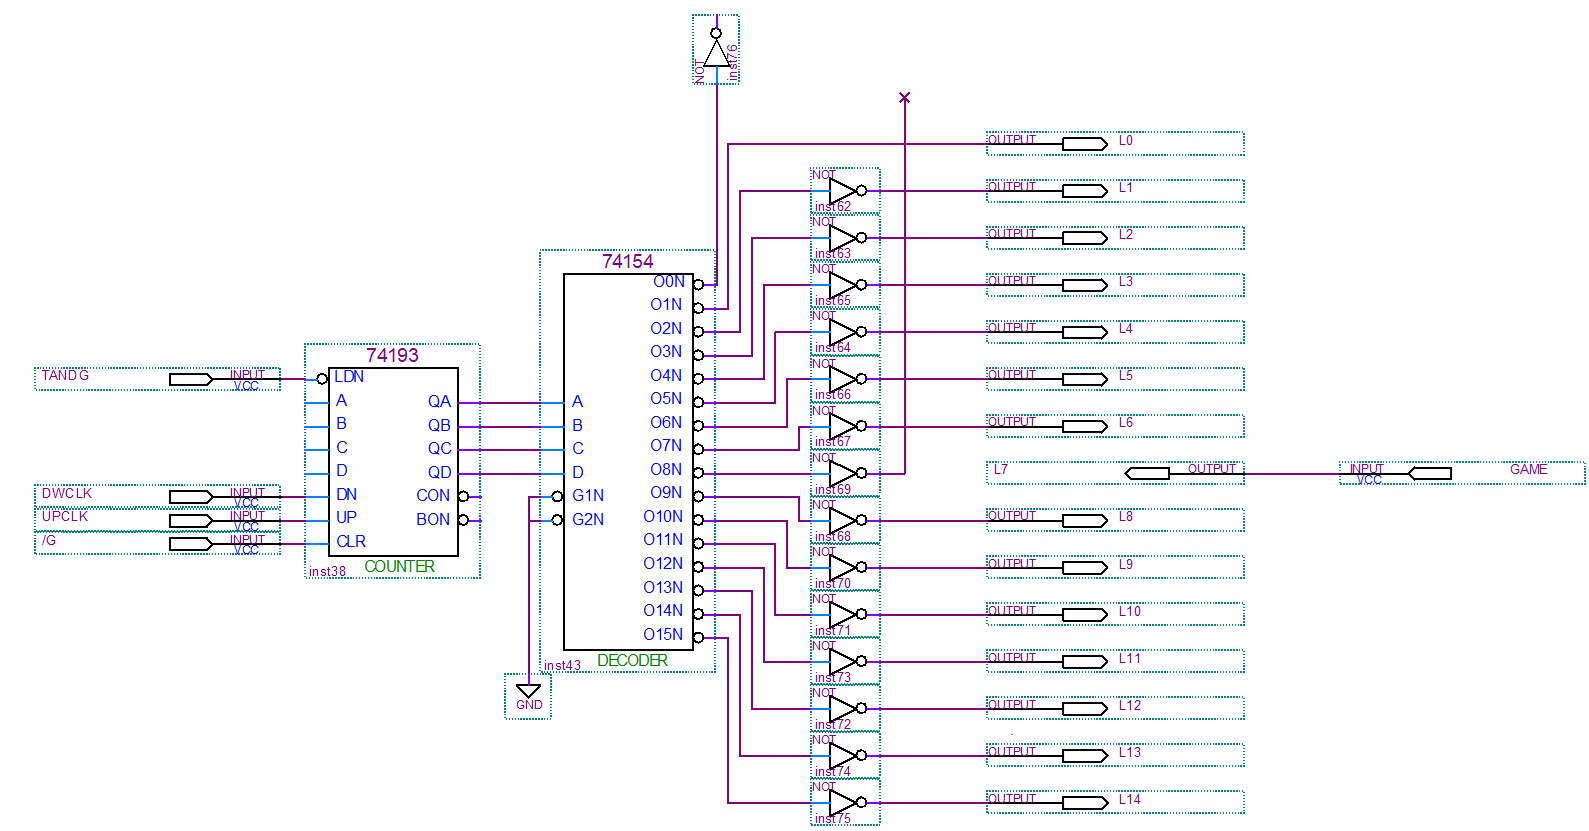 NOT
inst76
OUTPUT
L0
NOT
inst62
OUTPUT
L1
NOT
inst63
OUTPUT
L2
NOT
inst65
OUTPUT
L3
NOT
inst64
OUTPUT
L4
NOT
inst66
OUTPUT
L5
NOT
inst67
OUTPUT
L6
NOT
inst69
L7
OUTPUT
INPUT
VCC
GAME
NOT
inst68
OUTPUT
L8
NOT
inst70
OUTPUT
L9
NOT
inst71
OUTPUT
L10
NOT
inst73
OUTPUT
L11
NOT
inst72
OUTPUT
L12
NOT
inst74
OUTPUT
L13
NOT
inst75
OUTPUT
L14
74154
O0N
O1N
O2N
O3N
O4N
O5N
O6N
O7N
O8N
O9N
O10N
O11N
O12N
O13N
O14N
O15N
A
B
C
D
G1N
G2N
inst43
DECODER
GND
74193
LDN
A
B
C
D
DN
UP
CLR
QA
QB
QC
QD
CON
BON
inst38
COUNTER
TANDG
INPUT
VCC
DWCLK
INPUT
VCC
UPCLK
INPUT
VCC
/G
INPUT
VCC